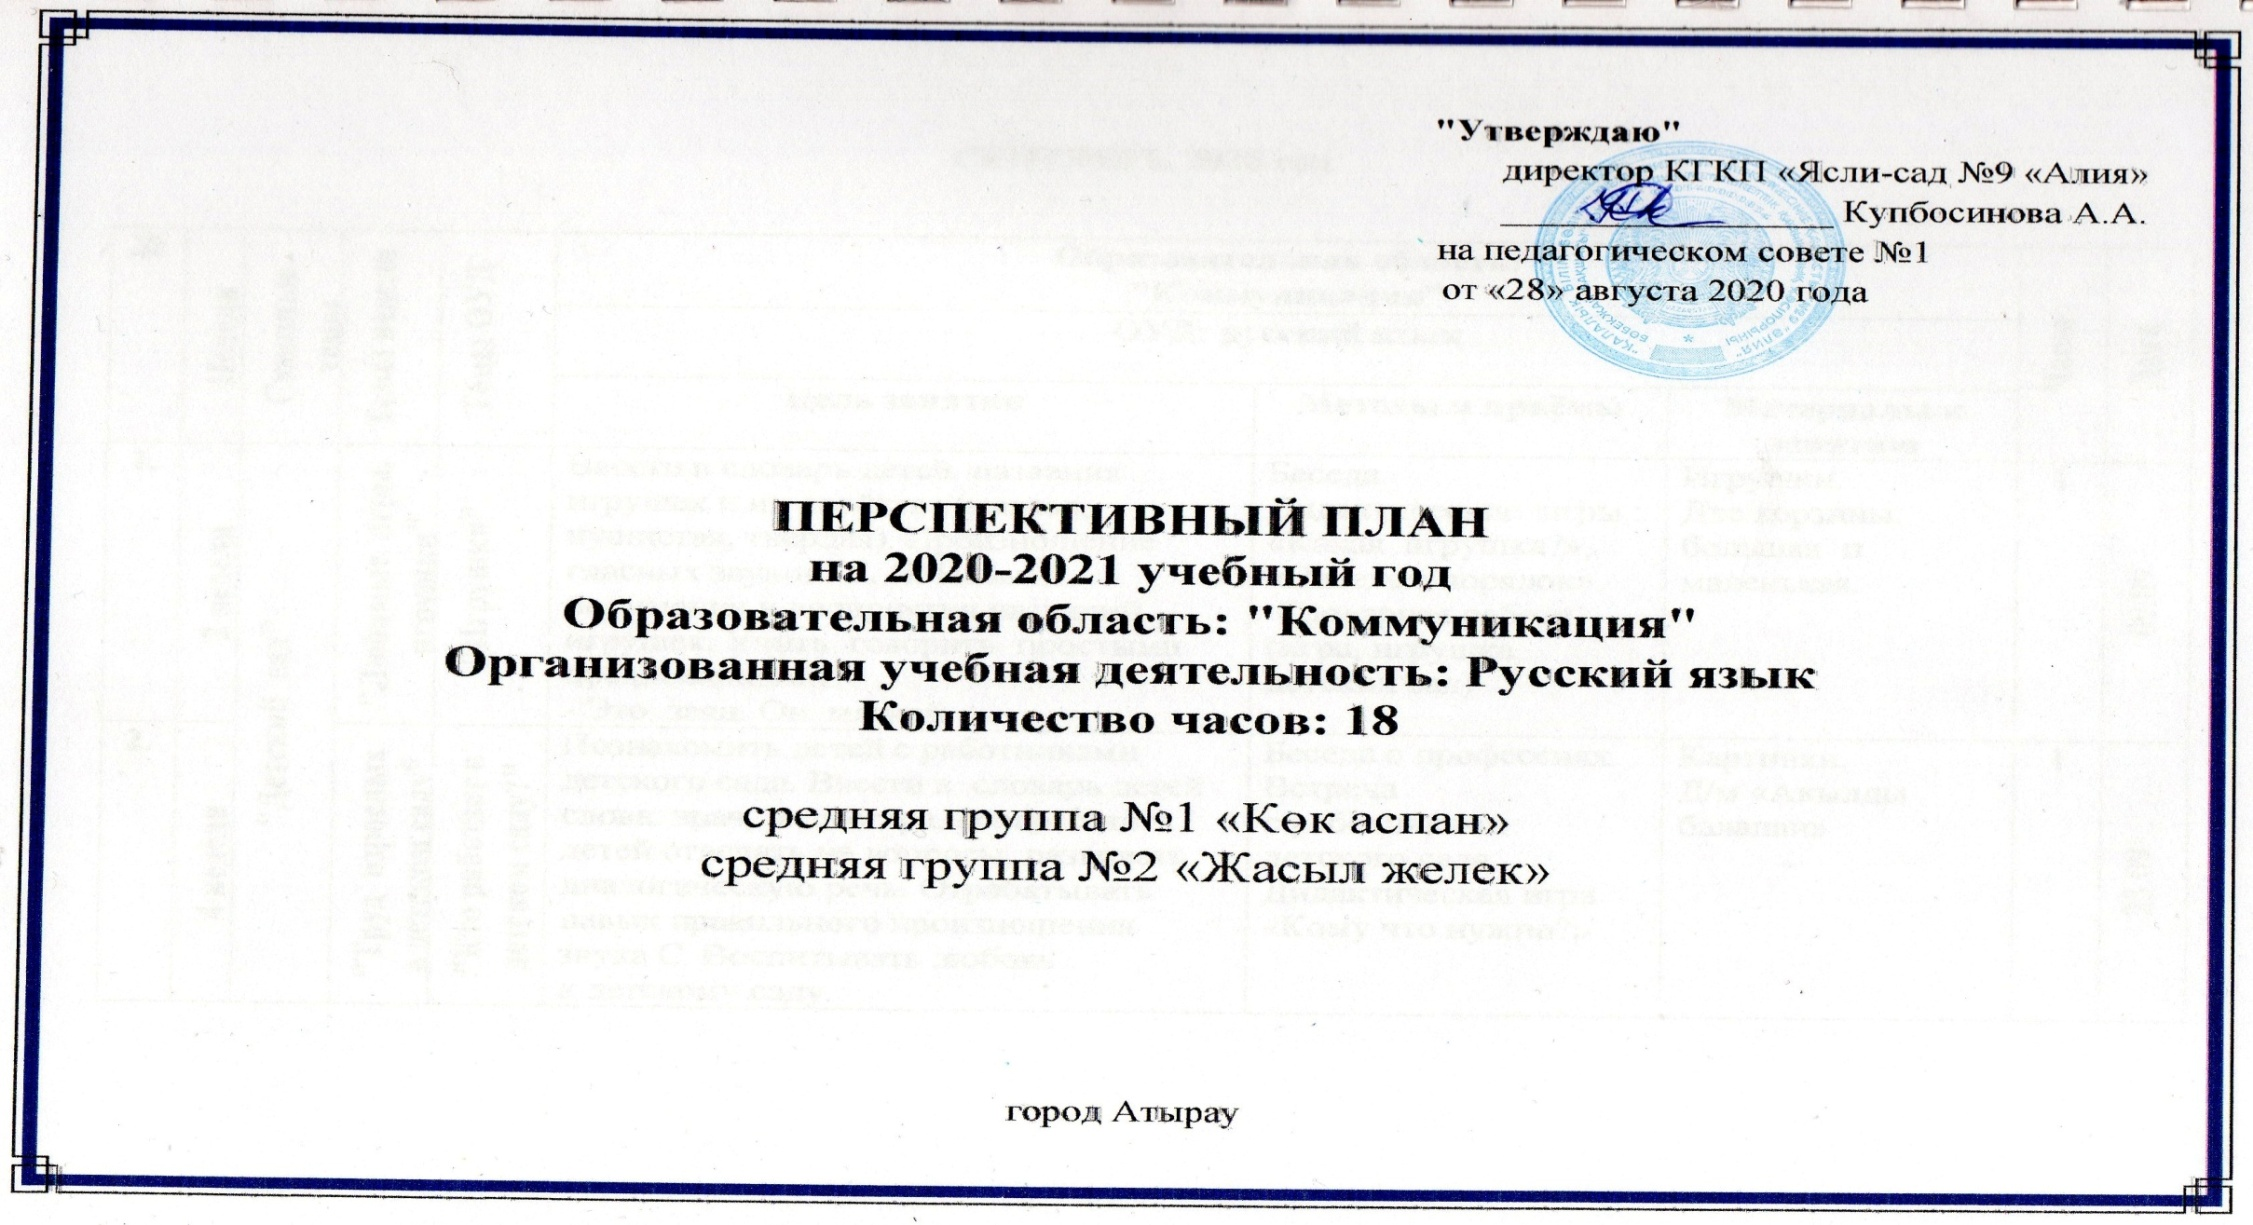 "Утверждаю"
директор КГКП «Ясли-сад №9 «Алия»
Купбосинова А.А.
на педагогическом совете №1
от «28» августа 2020 года
ПЕРСПЕКТИВНЫЙ ПЛАН
на 2020-2021 учебный год
Образовательная область: "Коммуникация"
Организованная учебная деятельность: Русский язык
Количество часов: 18
средняя группа №1 «Көк аспан»
средняя группа №2 «Жасыл желек»
город Атырау